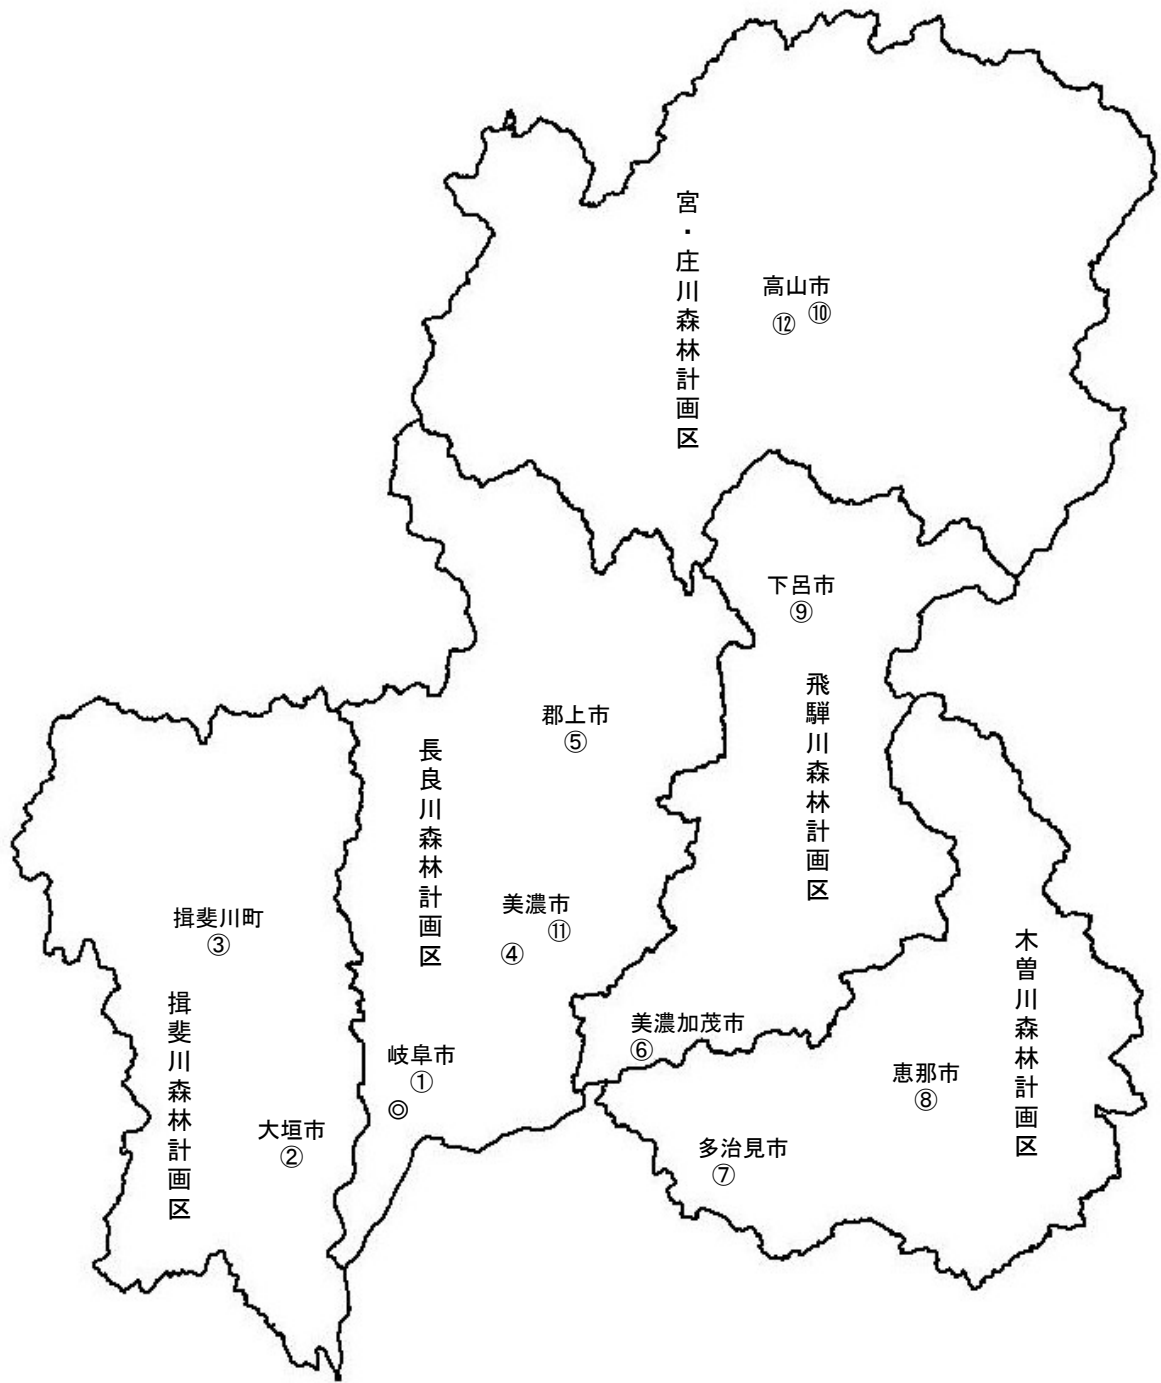 宮・庄川森林計画区
高山市
⑫ ⑩
下呂市
⑨
飛騨川森林計画区
郡上市
⑤
長良川森林計画区
美濃市
④ ⑪
揖斐川町
③
揖斐川森林計画区
木曽川森林計画区
美濃加茂市
⑥
岐阜市
①
◎
恵那市
⑧
大垣市
②
多治見市
⑦